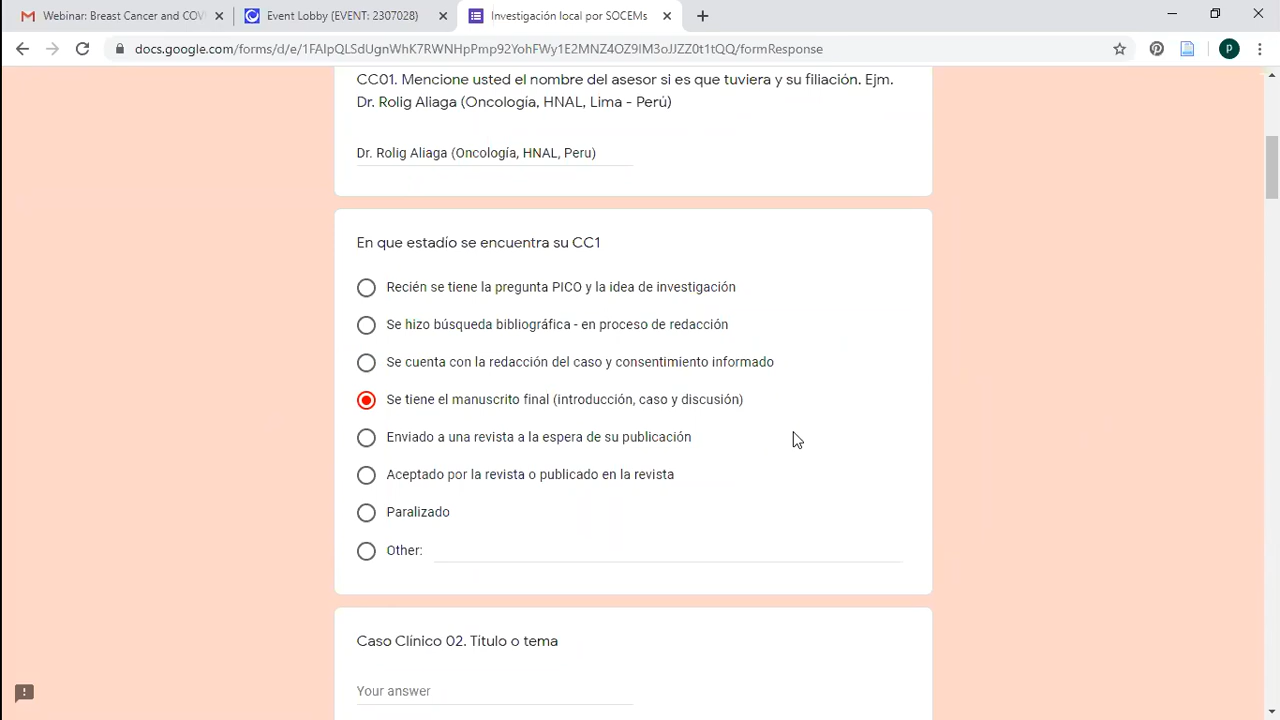 Webinar: Breast Cancer and COV
Event Lobby (EVENT: 2307028)
Investigación local por SOCEMs
docs.google.com/forms/d/e/1FAIpQLSdUgnWhK7RWNHpPmp92YohFWy1E2MNZ4OZ9IM3oJJZZ0t1tQQ/formResponse
P
CC01. Mencione usted el nombre del asesor si es que tuviera y su filiación. Ejm.
Dr. Rolig Aliaga (Oncología, HNAL, Lima - Perú)
Dr. Rolig Aliaga (Oncología, HNAL, Peru)
En que estadío se encuentra su CC1
Recién se tiene la pregunta PICO y la idea de investigación
Se hizo búsqueda bibliográfica - en proceso de redacción
Se cuenta con la redacción del caso y consentimiento informado
Se tiene el manuscrito final (introducción, caso y discusión)
Enviado a una revista a la espera de su publicación
Aceptado por la revista o publicado en la revista
Paralizado
Other:
Caso Clínico 02. Titulo o tema
Your answer